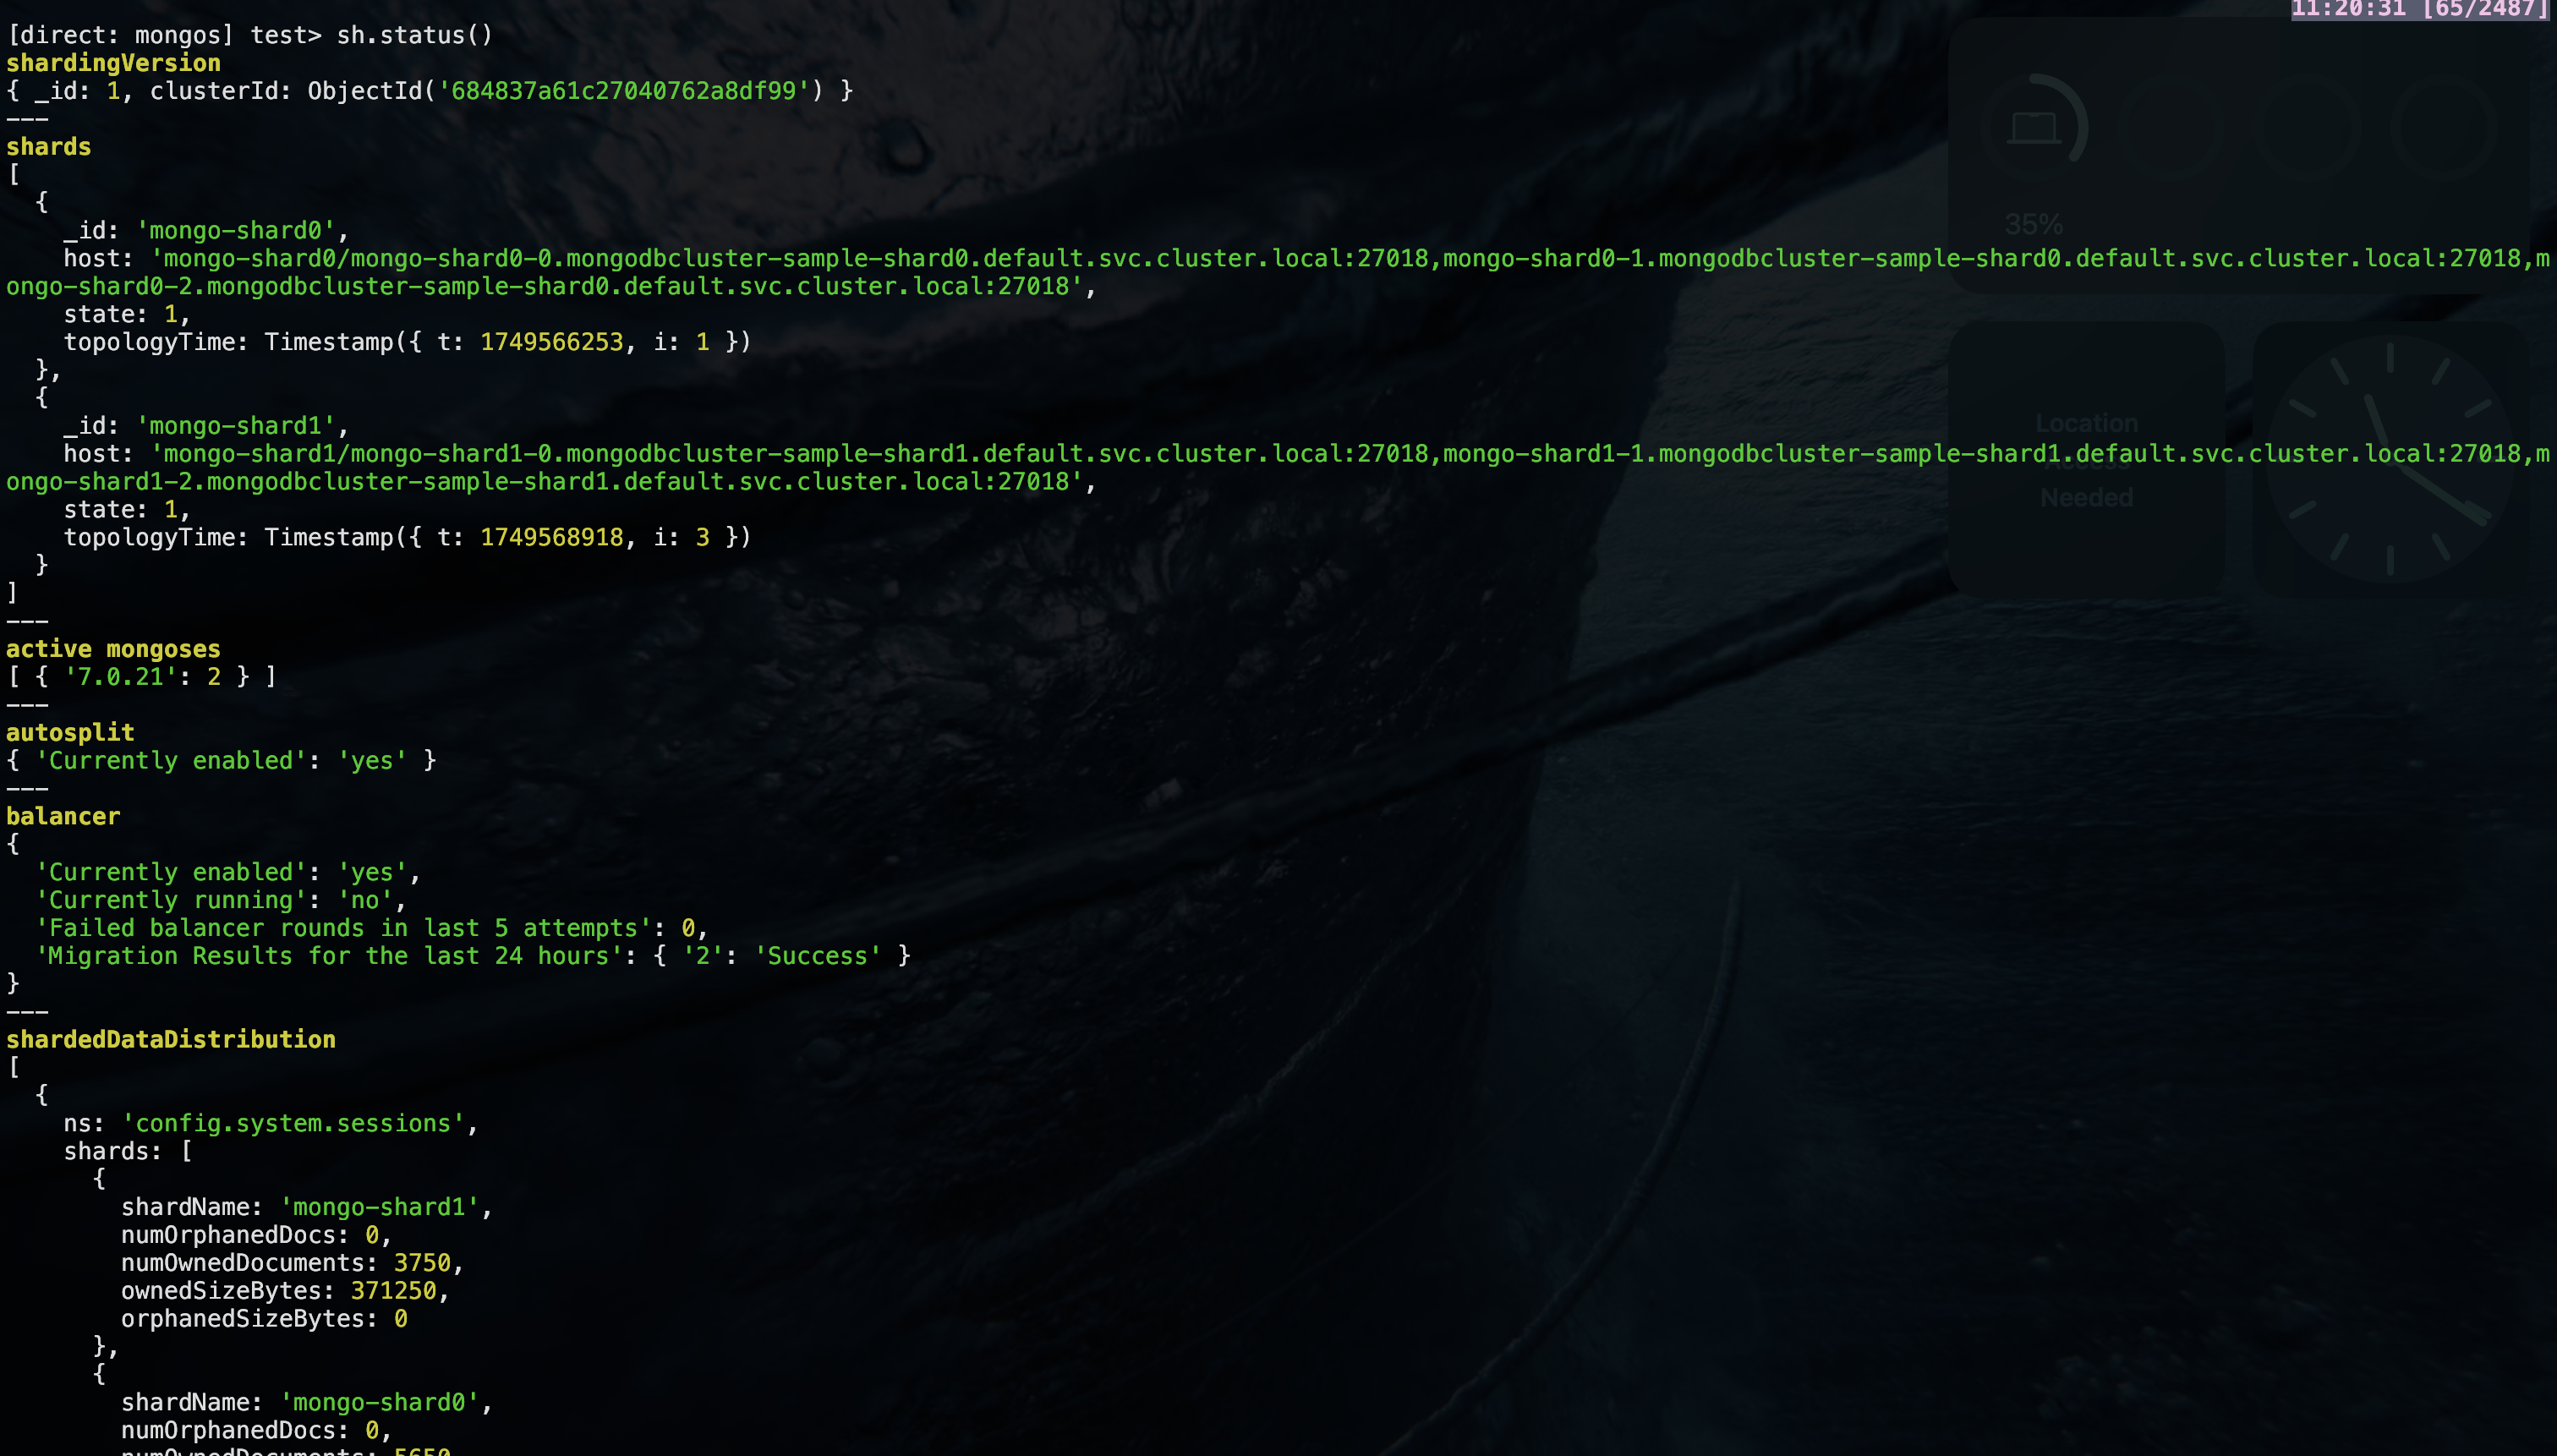 11:20:31 [65/2487]
[direct: mongos] test> sh.status()
shardingVersion
{ _id: 1, clusterId: ObjectId('684837a61c27040762a8df99') }
---
shards
[
  {
    _id: 'mongo-shard0',
    host: 'mongo-shard0/mongo-shard0-0.mongodbcluster-sample-shard0.default.svc.cluster.local:27018,mongo-shard0-1.mongodbcluster-sample-shard0.default.svc.cluster.local:27018,m
ongo-shard0-2.mongodbcluster-sample-shard0.default.svc.cluster.local:27018',
    state: 1,
    topologyTime: Timestamp({ t: 1749566253, i: 1 })
  },
  {
    _id: 'mongo-shard1',
    host: 'mongo-shard1/mongo-shard1-0.mongodbcluster-sample-shard1.default.svc.cluster.local:27018,mongo-shard1-1.mongodbcluster-sample-shard1.default.svc.cluster.local:27018,m
ongo-shard1-2.mongodbcluster-sample-shard1.default.svc.cluster.local:27018',
    state: 1,
    topologyTime: Timestamp({ t: 1749568918, i: 3 })
  }
]
---
active mongoses
[ { '7.0.21': 2 } ]
---
autosplit
{ 'Currently enabled': 'yes' }
---
balancer
{
  'Currently enabled': 'yes',
  'Currently running': 'no',
  'Failed balancer rounds in last 5 attempts': 0,
  'Migration Results for the last 24 hours': { '2': 'Success' }
}
---
shardedDataDistribution
[
  {
    ns: 'config.system.sessions',
    shards: [
      {
        shardName: 'mongo-shard1',
        numOrphanedDocs: 0,
        numOwnedDocuments: 3750,
        ownedSizeBytes: 371250,
        orphanedSizeBytes: 0
      },
      {
        shardName: 'mongo-shard0',
        numOrphanedDocs: 0,
        numOwnedDocuments: 5650,
35%
Location
Access
Needed